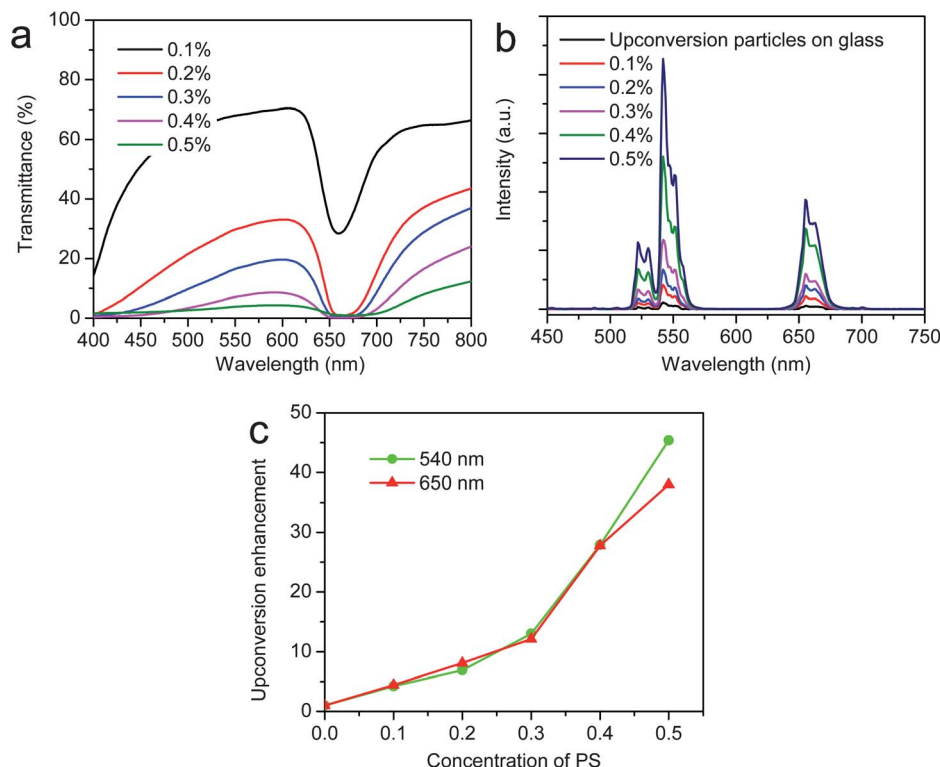 a
100
80
60
40
20
0
Transmittance (%)
0.1%
0.2%
0.3%
0.4%
0.5%
400 450 500 550 600 650 700 750 800
Wavelength (nm)
b
Intensity (a.u.)
Upconversion particles on glass
0.1%
0.2%
0.3%
0.4%
0.5%
450 500 550 600 650 700 750
Wavelength (nm)
c
50
40
30
20
10
0
Upconversion enhancement
540 nm
650 nm
0.0 0.1 0.2 0.3 0.4 0.5
Concentration of PS